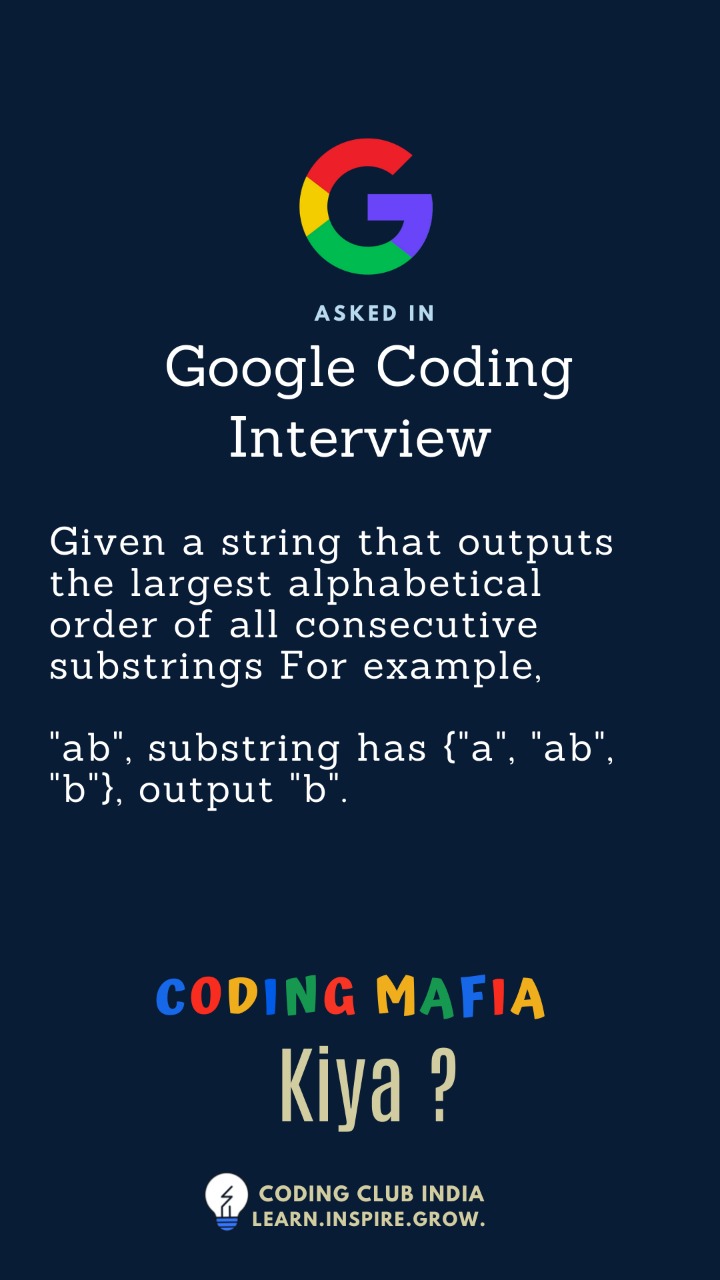 ASKED IN
Google Coding
Interview
Given a string that outputs
the largest alphabetical
order of all consecutive
substrings For example,
"ab", substring has {"a", "ab",
"b"}, output "b".
CODING MAFIA
Kiya ?
CODING CLUB INDIA
LEARN.INSPIRE.GROW.